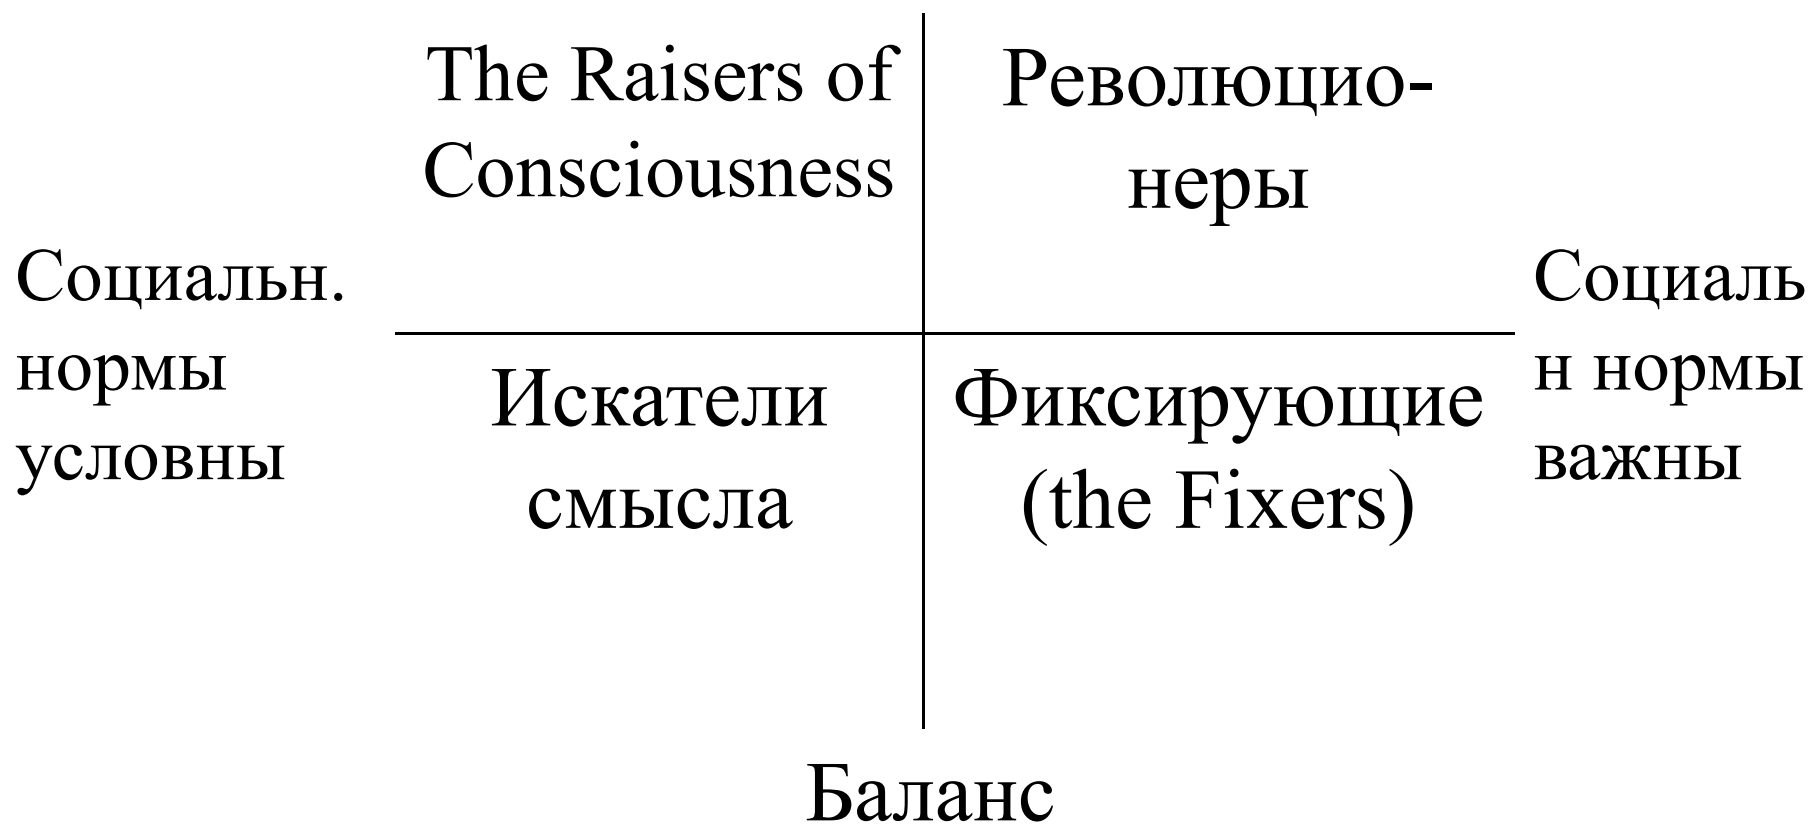 The Raisers of
Consciousness
Революцио-
неры
Социальн.
нормы
условны
Социаль
н нормы
важны
Искатели
смысла
Фиксирующие
(the Fixers)
Баланс